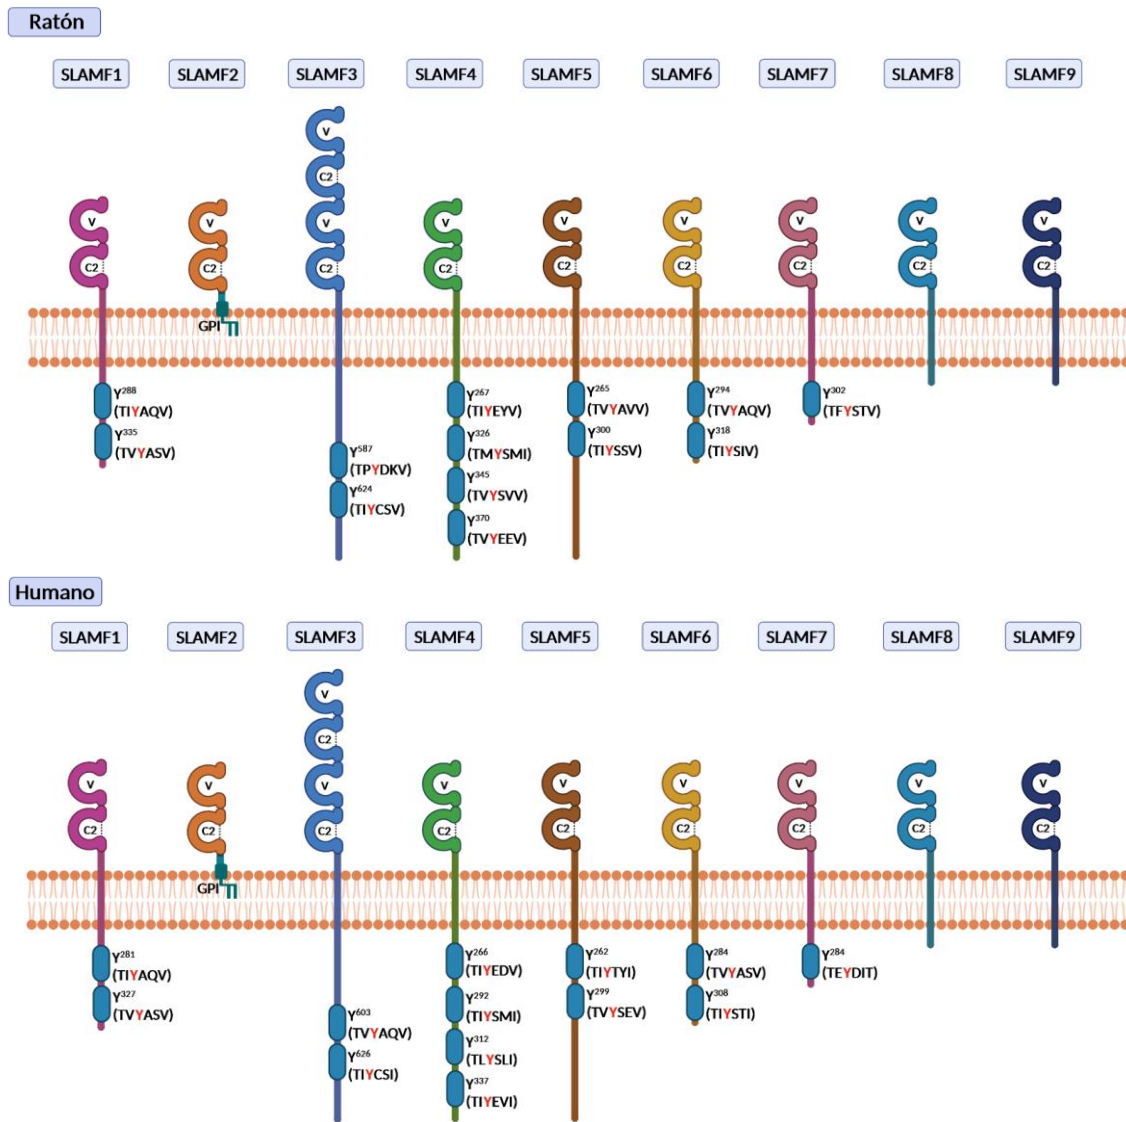 Ratón
SLAMF1 SLAMF2 SLAMF3 SLAMF4 SLAMF5 SLAMF6 SLAMF7 SLAMF8 SLAMF9
V
C2
V V V V V V V V V
C2 C2 C2 C2 C2 C2 C2 C2 C2
GPI
Y288 Y267 Y265 Y294 Y302
(TIYAQV) (TIYEYV) (TVYAVV) (TVYAQV) (TFYSTV)
Y335 Y326 Y300 Y318
(TVYASV) (TMYSMI) (TIYSSV) (TIYSIV)
Y587 Y345
(TPYDKV) (TVYSVV)
Y624 Y370
(TIYCSV) (TVYEEV)
Humano
SLAMF1 SLAMF2 SLAMF3 SLAMF4 SLAMF5 SLAMF6 SLAMF7 SLAMF8 SLAMF9
V
C2
V V V V V V V V V
C2 C2 C2 C2 C2 C2 C2 C2 C2
GPI
Y281 Y266 Y262 Y284 Y284
(TIYAQV) (TIYEDV) (TIYTYI) (TVYASV) (TEYDIT)
Y327 Y292 Y299 Y308
(TVYASV) (TIYSMI) (TVYSEV) (TIYSTI)
Y603 Y312
(TVYAQV) (TLYSLI)
Y626 Y337
(TIYCSI) (TIYEVI)